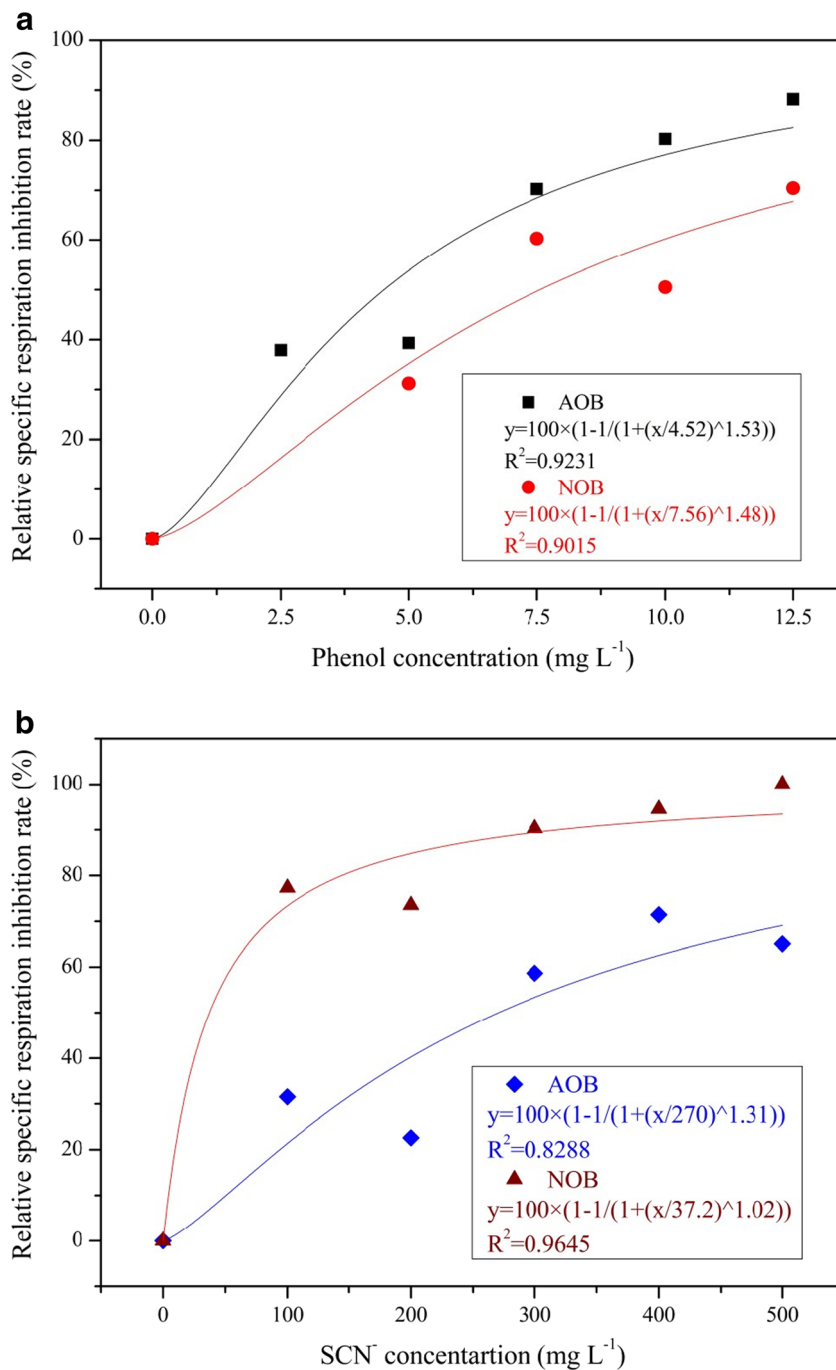 a
Relative specific respiration inhibition rate (%)
100
80
60
40
20
0
AOB
y=100×(1-1/(1+(x/4.52)^1.53))
R²=0.9231
NOB
y=100×(1-1/(1+(x/7.56)^1.48))
R²=0.9015
0.0 2.5 5.0 7.5 10.0 12.5
Phenol concentration (mg L⁻¹)
b
Relative specific respiration inhibition rate (%)
100
80
60
40
20
0
AOB
y=100×(1-1/(1+(x/270)^1.31))
R²=0.8288
NOB
y=100×(1-1/(1+(x/37.2)^1.02))
R²=0.9645
0 100 200 300 400 500
SCN⁻ concentartion (mg L⁻¹)